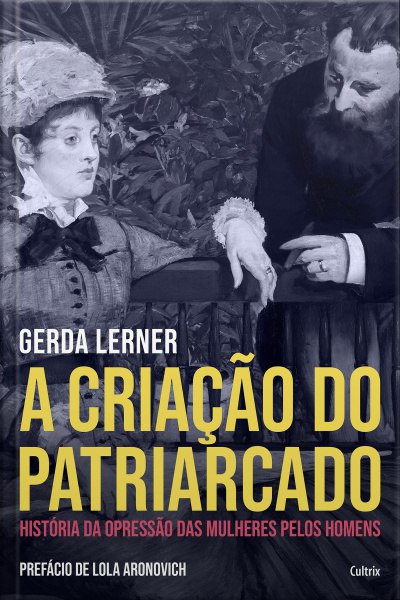 GERDA LERNER
A CRIAÇÃO DO
PATRIARCADO
HISTÓRIA DA OPRESSÃO DAS MULHERES PELOS HOMENS
PREFÁCIO DE LOLA ARONOVICH
Cultrix